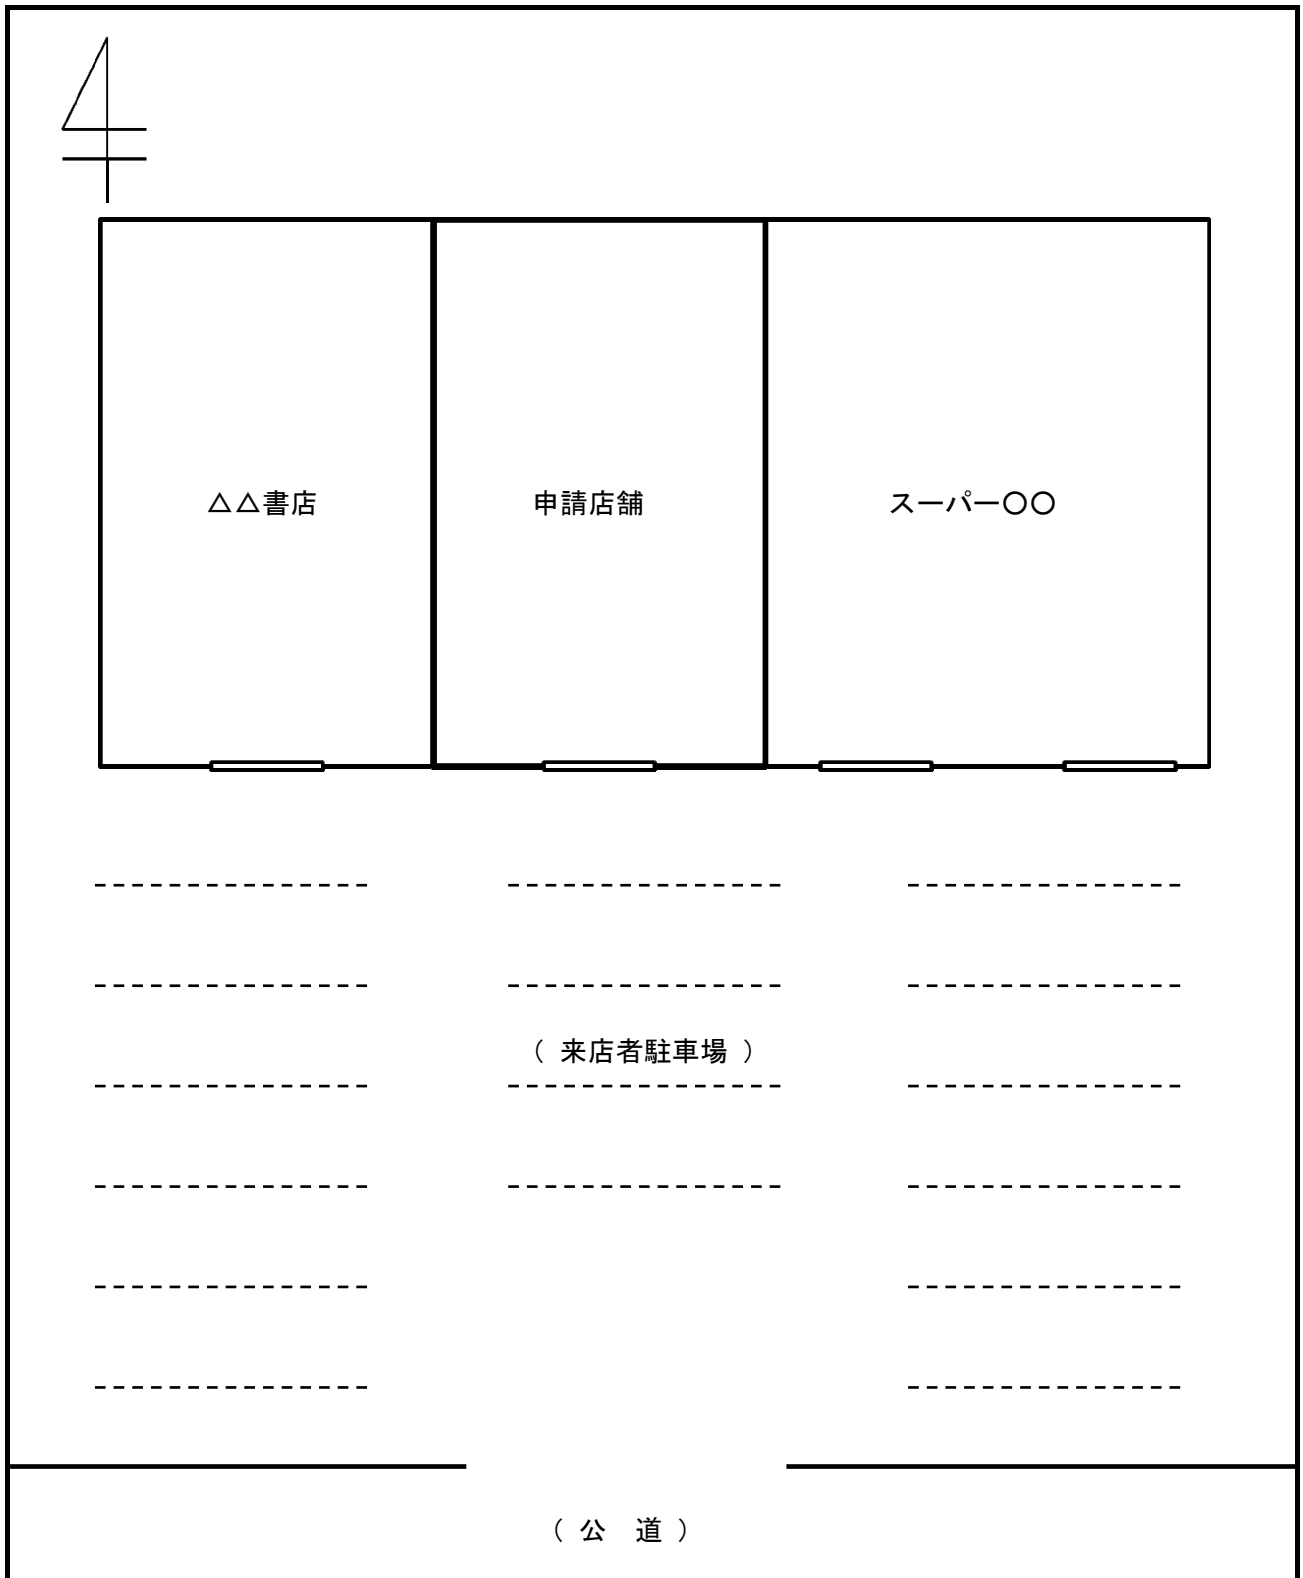 △△書店
申請店舗
スーパー〇〇
（ 来店者駐車場 ）
（ 公　道 ）